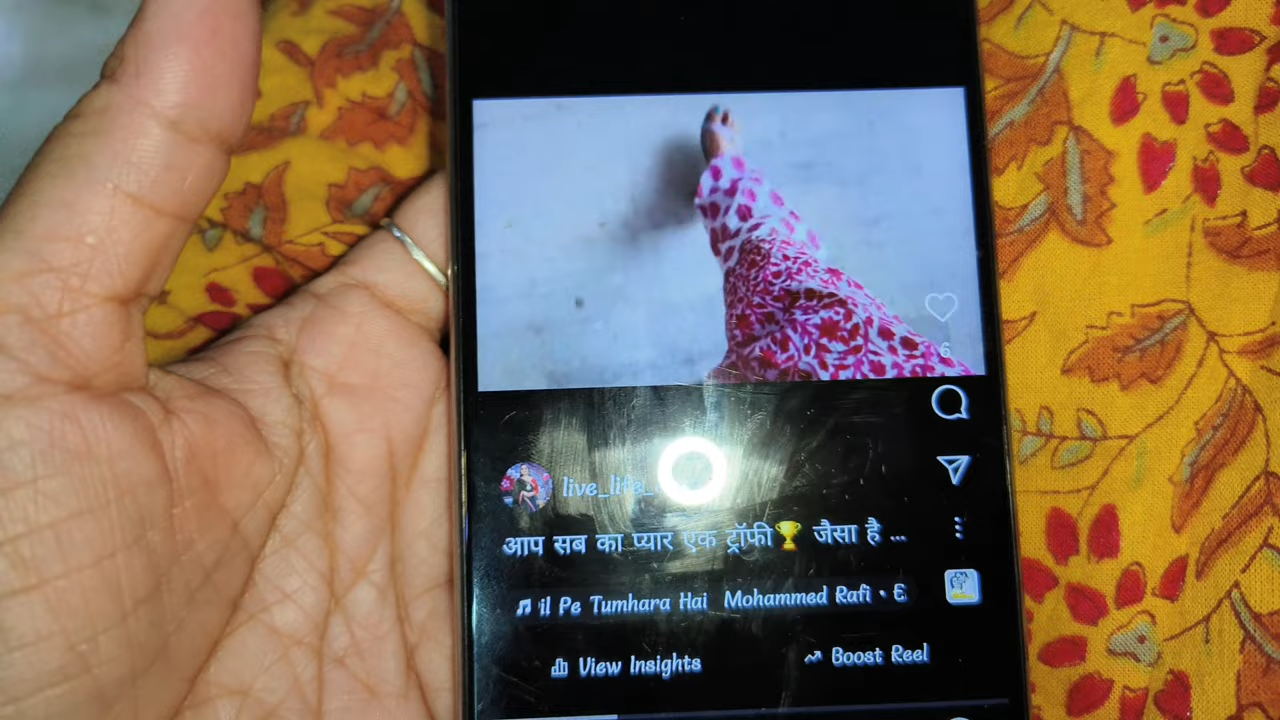 6
live_life_
आप सब का प्यार एक ट्रॉफी🏆 जैसा है ...
il Pe Tumhara Hai Mohammed Rafi •
View Insights
Boost Reel